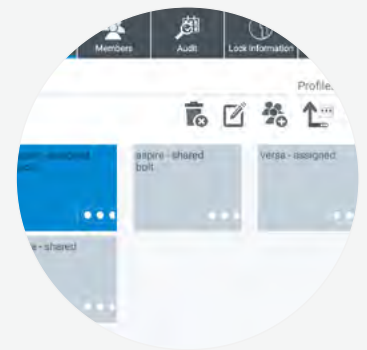 Members
Audit
Lock Information
Profile.
aspire - shared
bolt
versa - assigned
- shared